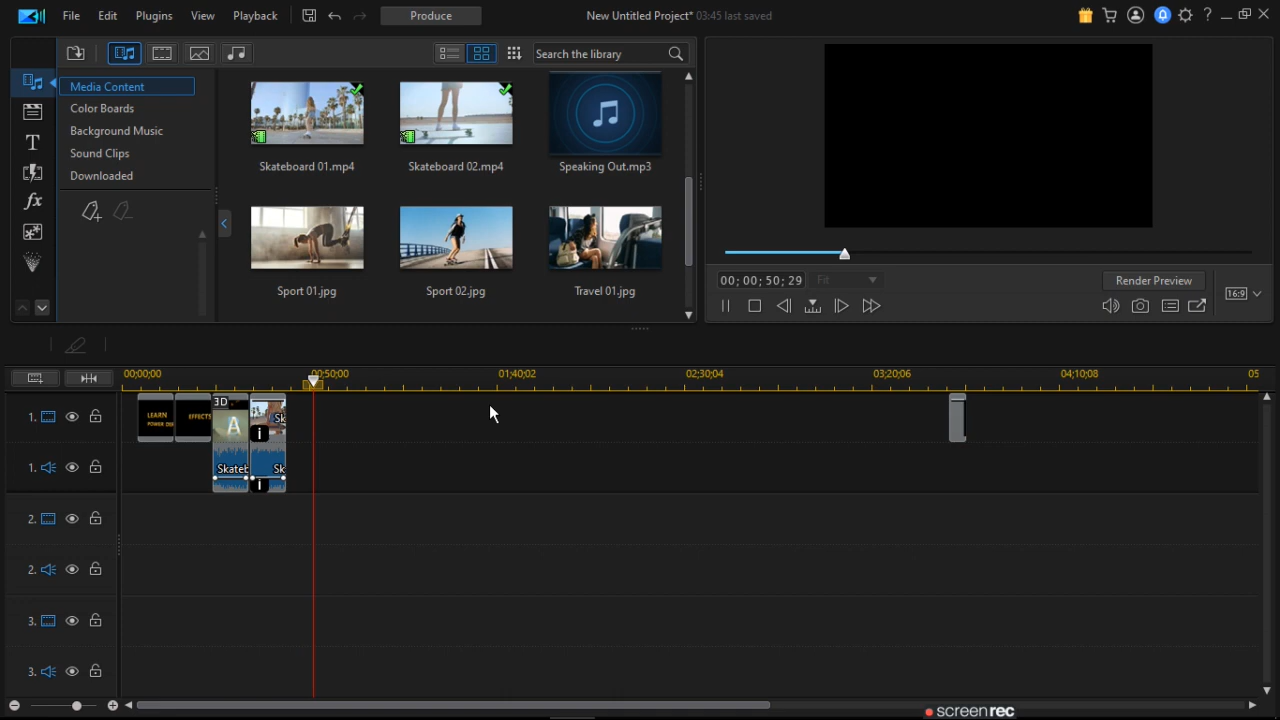 File Edit Plugins View Playback Produce New Untitled Project* 03:45 last saved
Search the library
Media Content
Color Boards
Background Music
Sound Clips
Downloaded
Skateboard 01.mp4 Skateboard 02.mp4 Speaking Out.mp3
Sport 01.jpg Sport 02.jpg Travel 01.jpg
00; 00; 50; 29 Fit Render Preview
16:9
00;00;00 00;50;00 01;40;02 02;30;04 03;20;06 04;10;08 05
1. LEARN EFFECTS 3D A i Sk
1. Skateb Sk i
2.
2.
3.
3.
screenrec